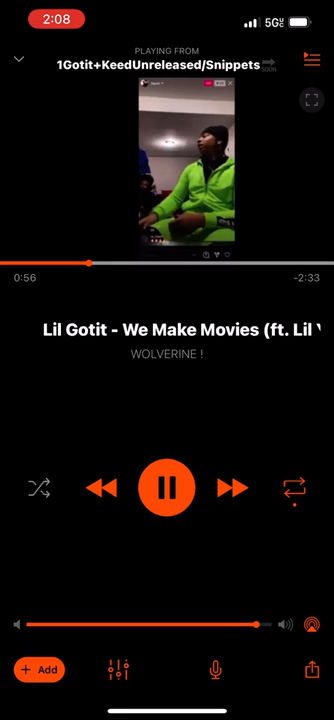 2:08
5G
PLAYING FROM
1Gotit+KeedUnreleased/Snippets
SOON
0:56
-2:33
Lil Gotit - We Make Movies (ft. Lil
WOLVERINE !
+ Add